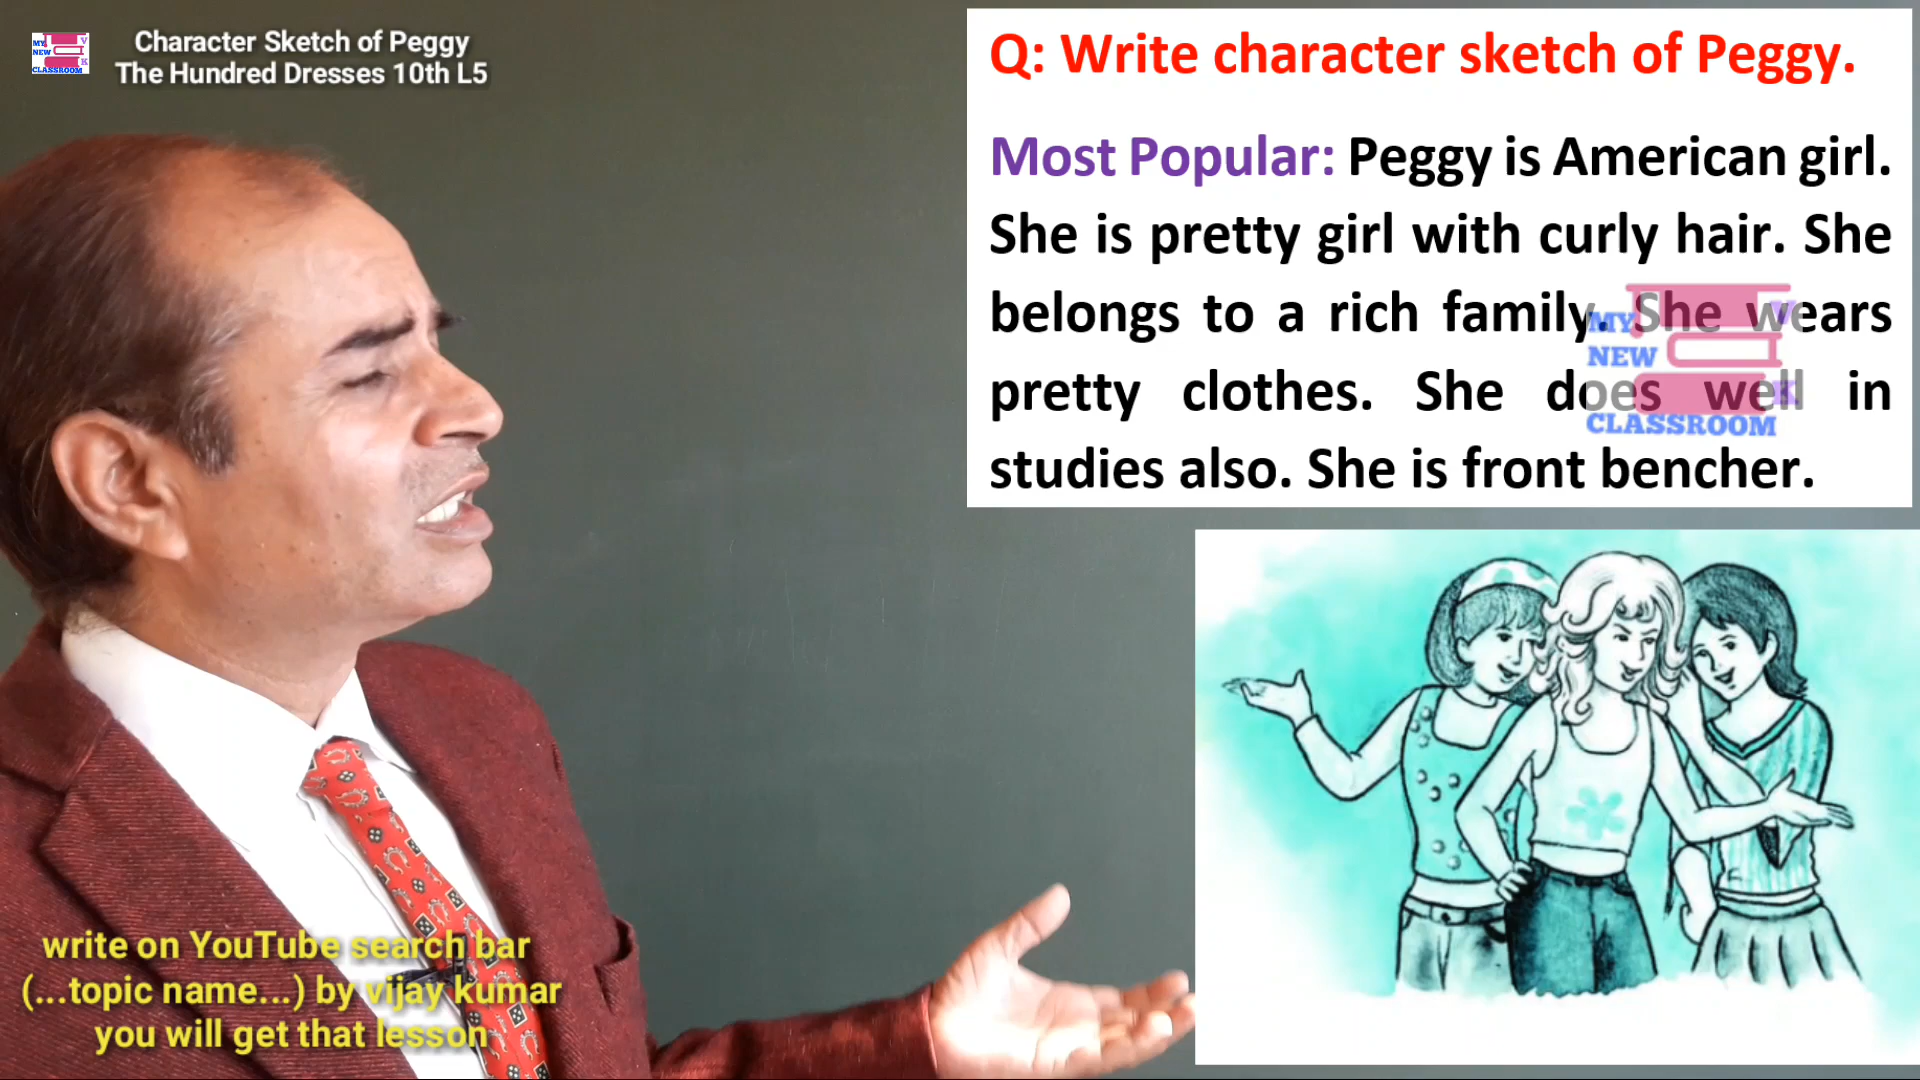 MY
NEW
CLASSROOM
V
K
Character Sketch of Peggy
The Hundred Dresses 10th L5
Q: Write character sketch of Peggy.
Most Popular: Peggy is American girl.
She is pretty girl with curly hair. She
belongs to a rich family. She wears
pretty clothes. She does well in
studies also. She is front bencher.
MY
NEW
CLASSROOM
V
K
write on YouTube search bar
(...topic name...) by vijay kumar
you will get that lesson